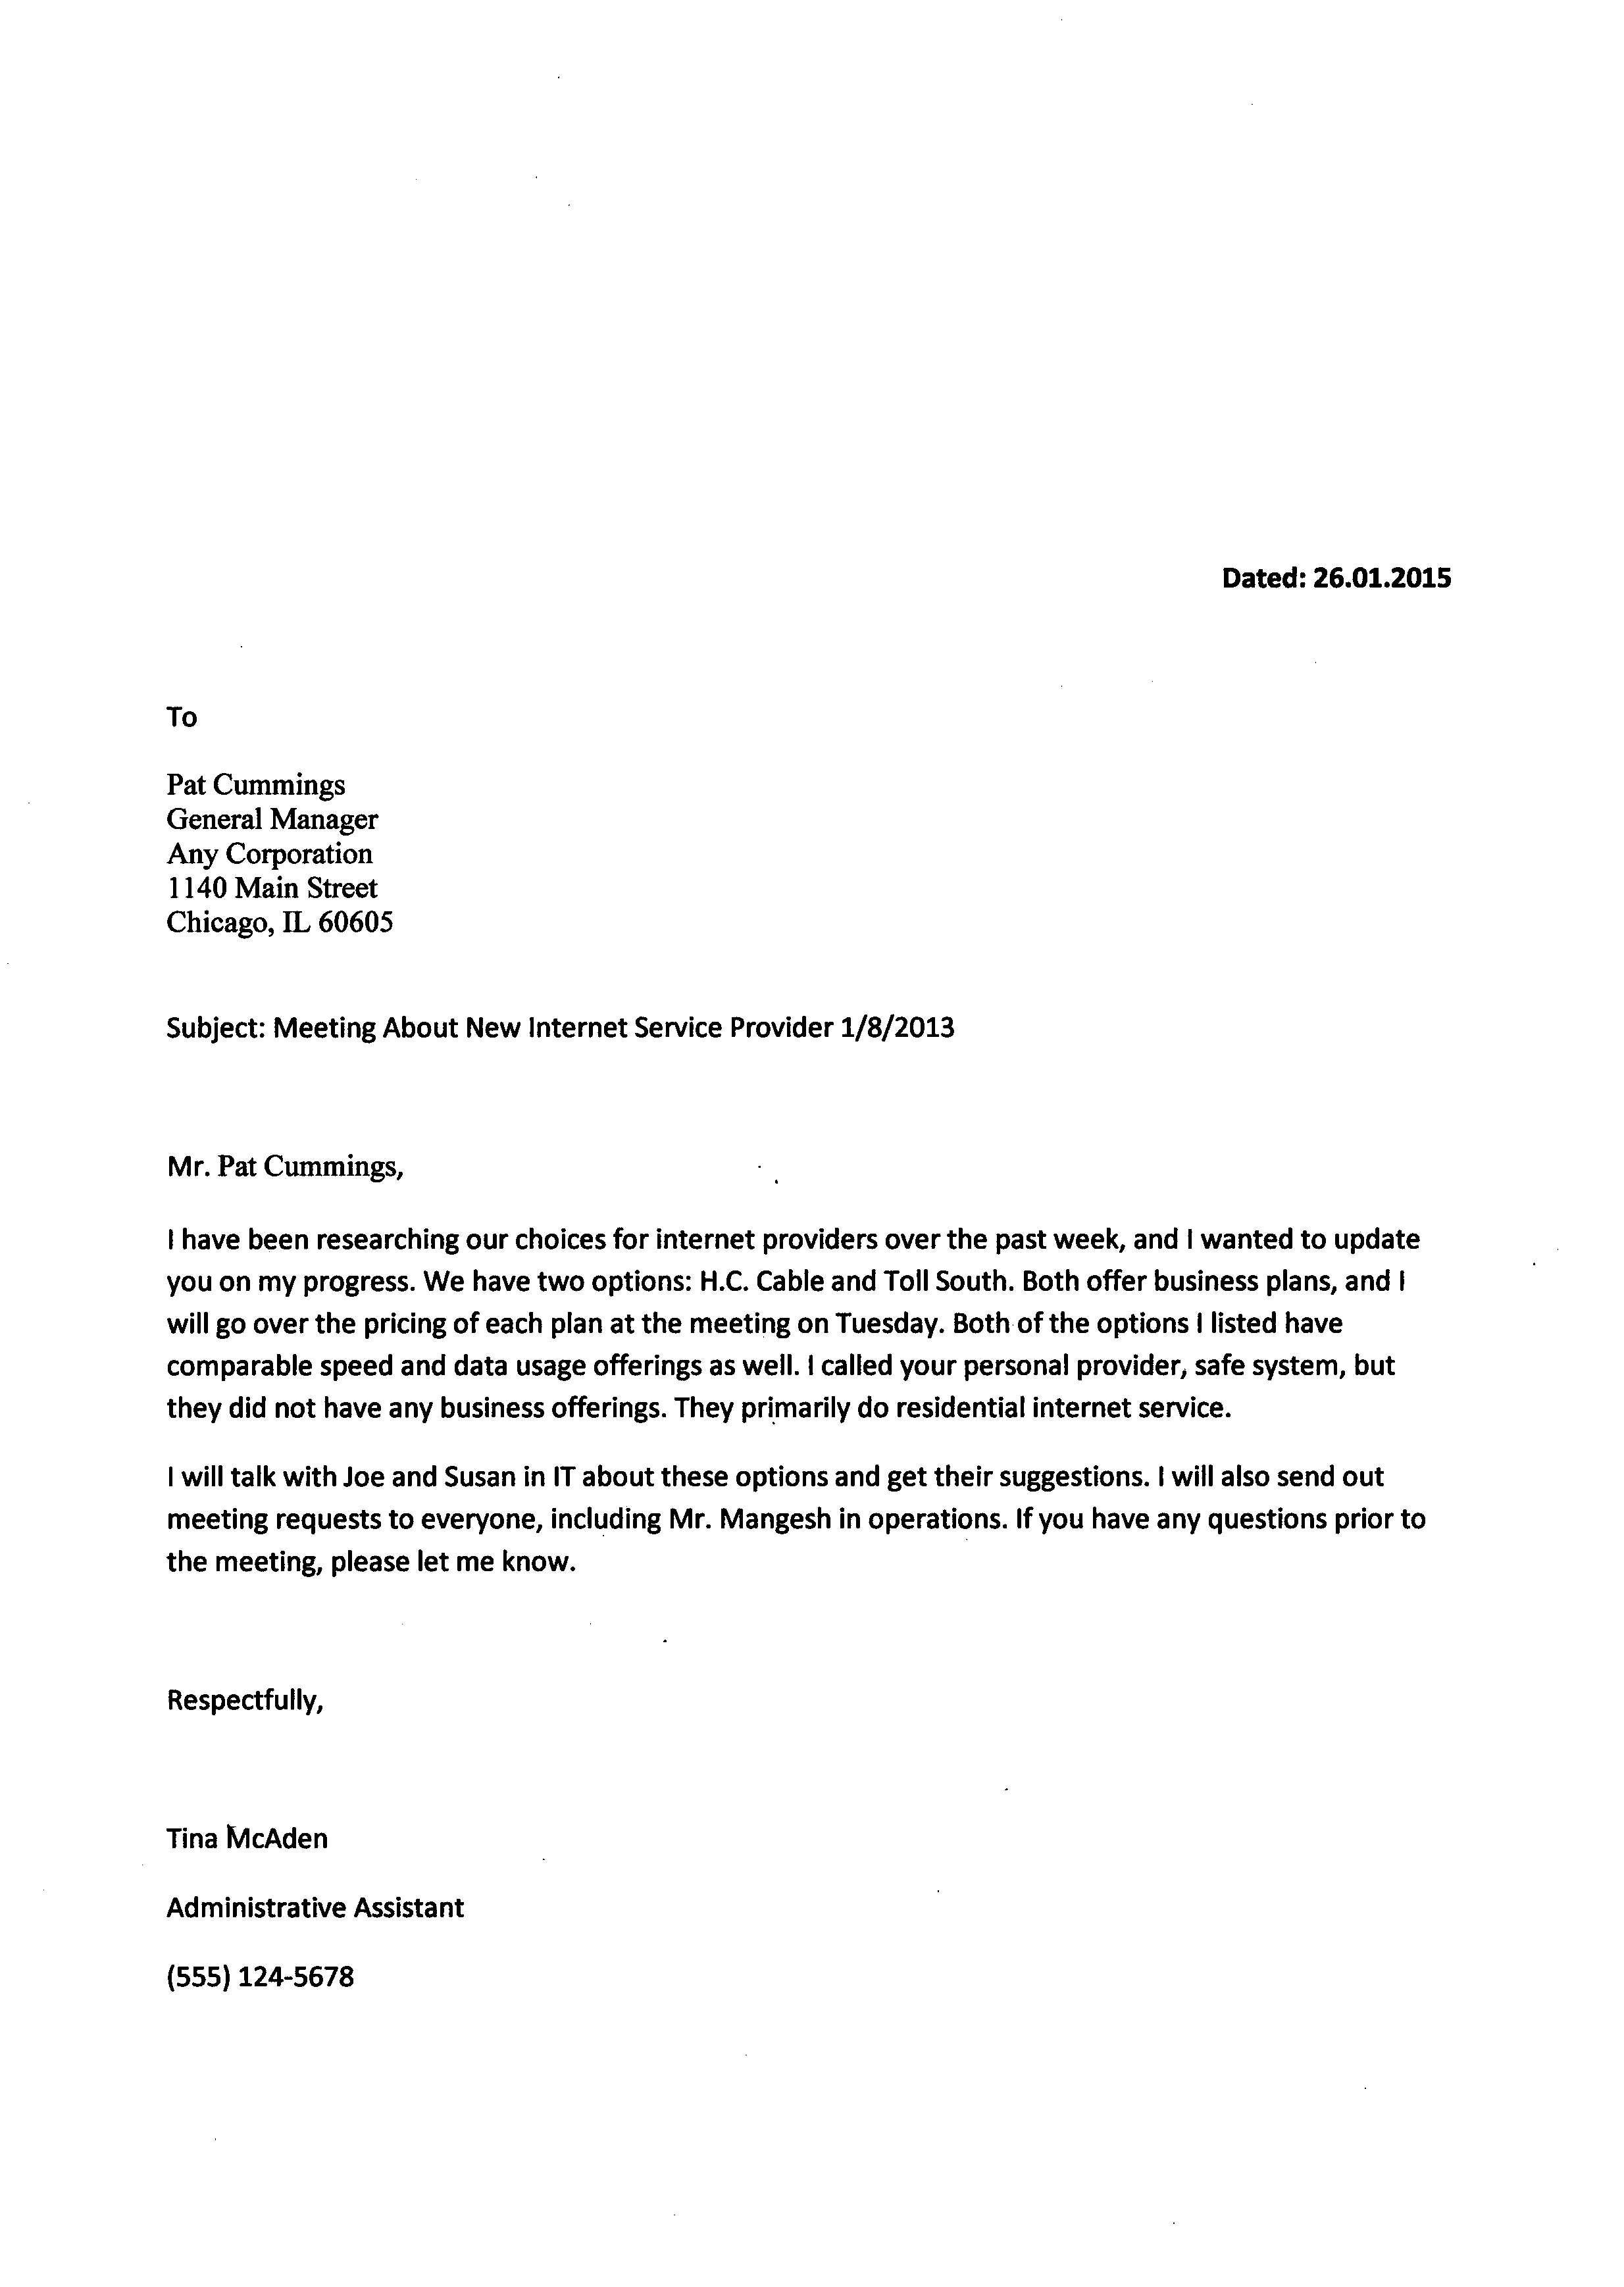 Dated: 26.01.2015
To
Pat Cummings
General Manager
Any Corporation
1140 Main Street
Chicago, IL 60605
Subject: Meeting About New Internet Service Provider 1/8/2013
Mr. Pat Cummings,
I have been researching our choices for internet providers over the past week, and I wanted to update
you on my progress. We have two options: H.C. Cable and Toll South. Both offer business plans, and I
will go over the pricing of each plan at the meeting on Tuesday. Both of the options I listed have
comparable speed and data usage offerings as well. I called your personal provider, safe system, but
they did not have any business offerings. They primarily do residential internet service.
I will talk with Joe and Susan in IT about these options and get their suggestions. I will also send out
meeting requests to everyone, including Mr. Mangesh in operations. If you have any questions prior to
the meeting, please let me know.
Respectfully,
Tina McAden
Administrative Assistant
(555) 124-5678